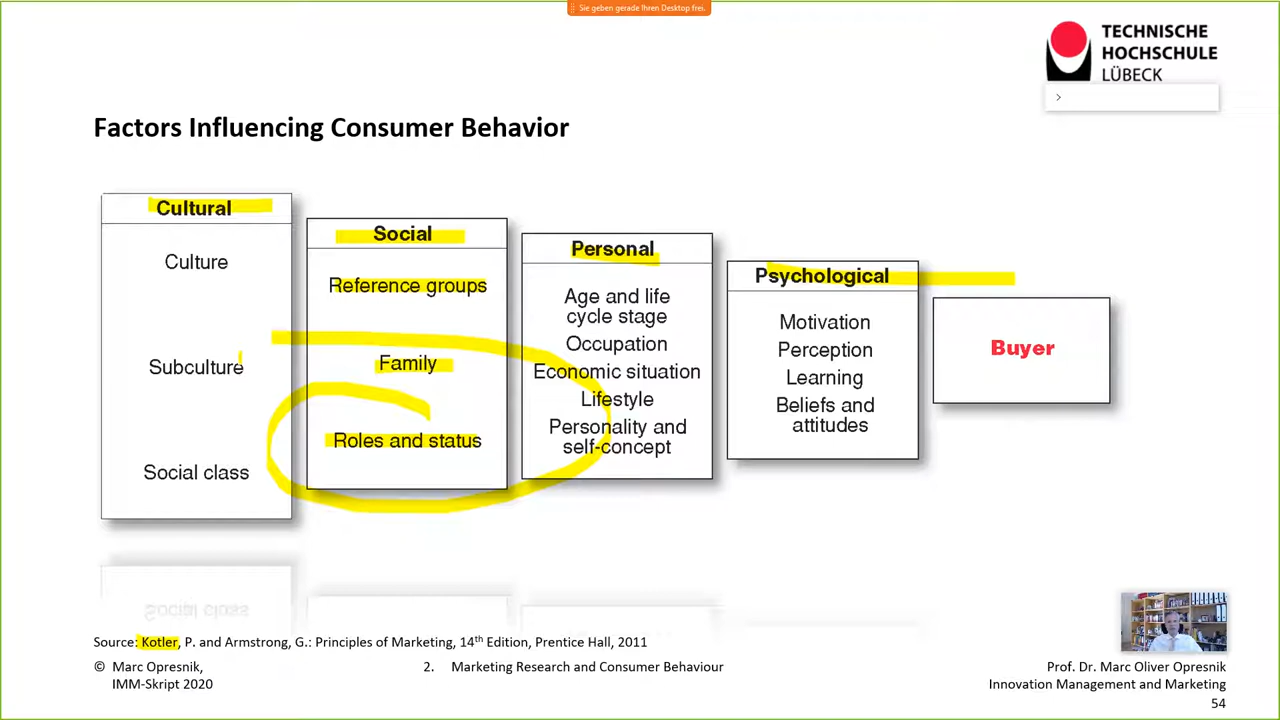 Sie geben gerade Ihren Desktop frei.
TECHNISCHE
HOCHSCHULE
LÜBECK
Factors Influencing Consumer Behavior
Cultural
Culture
Subculture
Social class
Social
Reference groups
Family
Roles and status
Personal
Age and life
cycle stage
Occupation
Economic situation
Lifestyle
Personality and
self-concept
Psychological
Motivation
Perception
Learning
Beliefs and
attitudes
Buyer
Social class
Source: Kotler, P. and Armstrong, G.: Principles of Marketing, 14th Edition, Prentice Hall, 2011
© Marc Opresnik,
IMM-Skript 2020
2. Marketing Research and Consumer Behaviour
Prof. Dr. Marc Oliver Opresnik
Innovation Management and Marketing
54